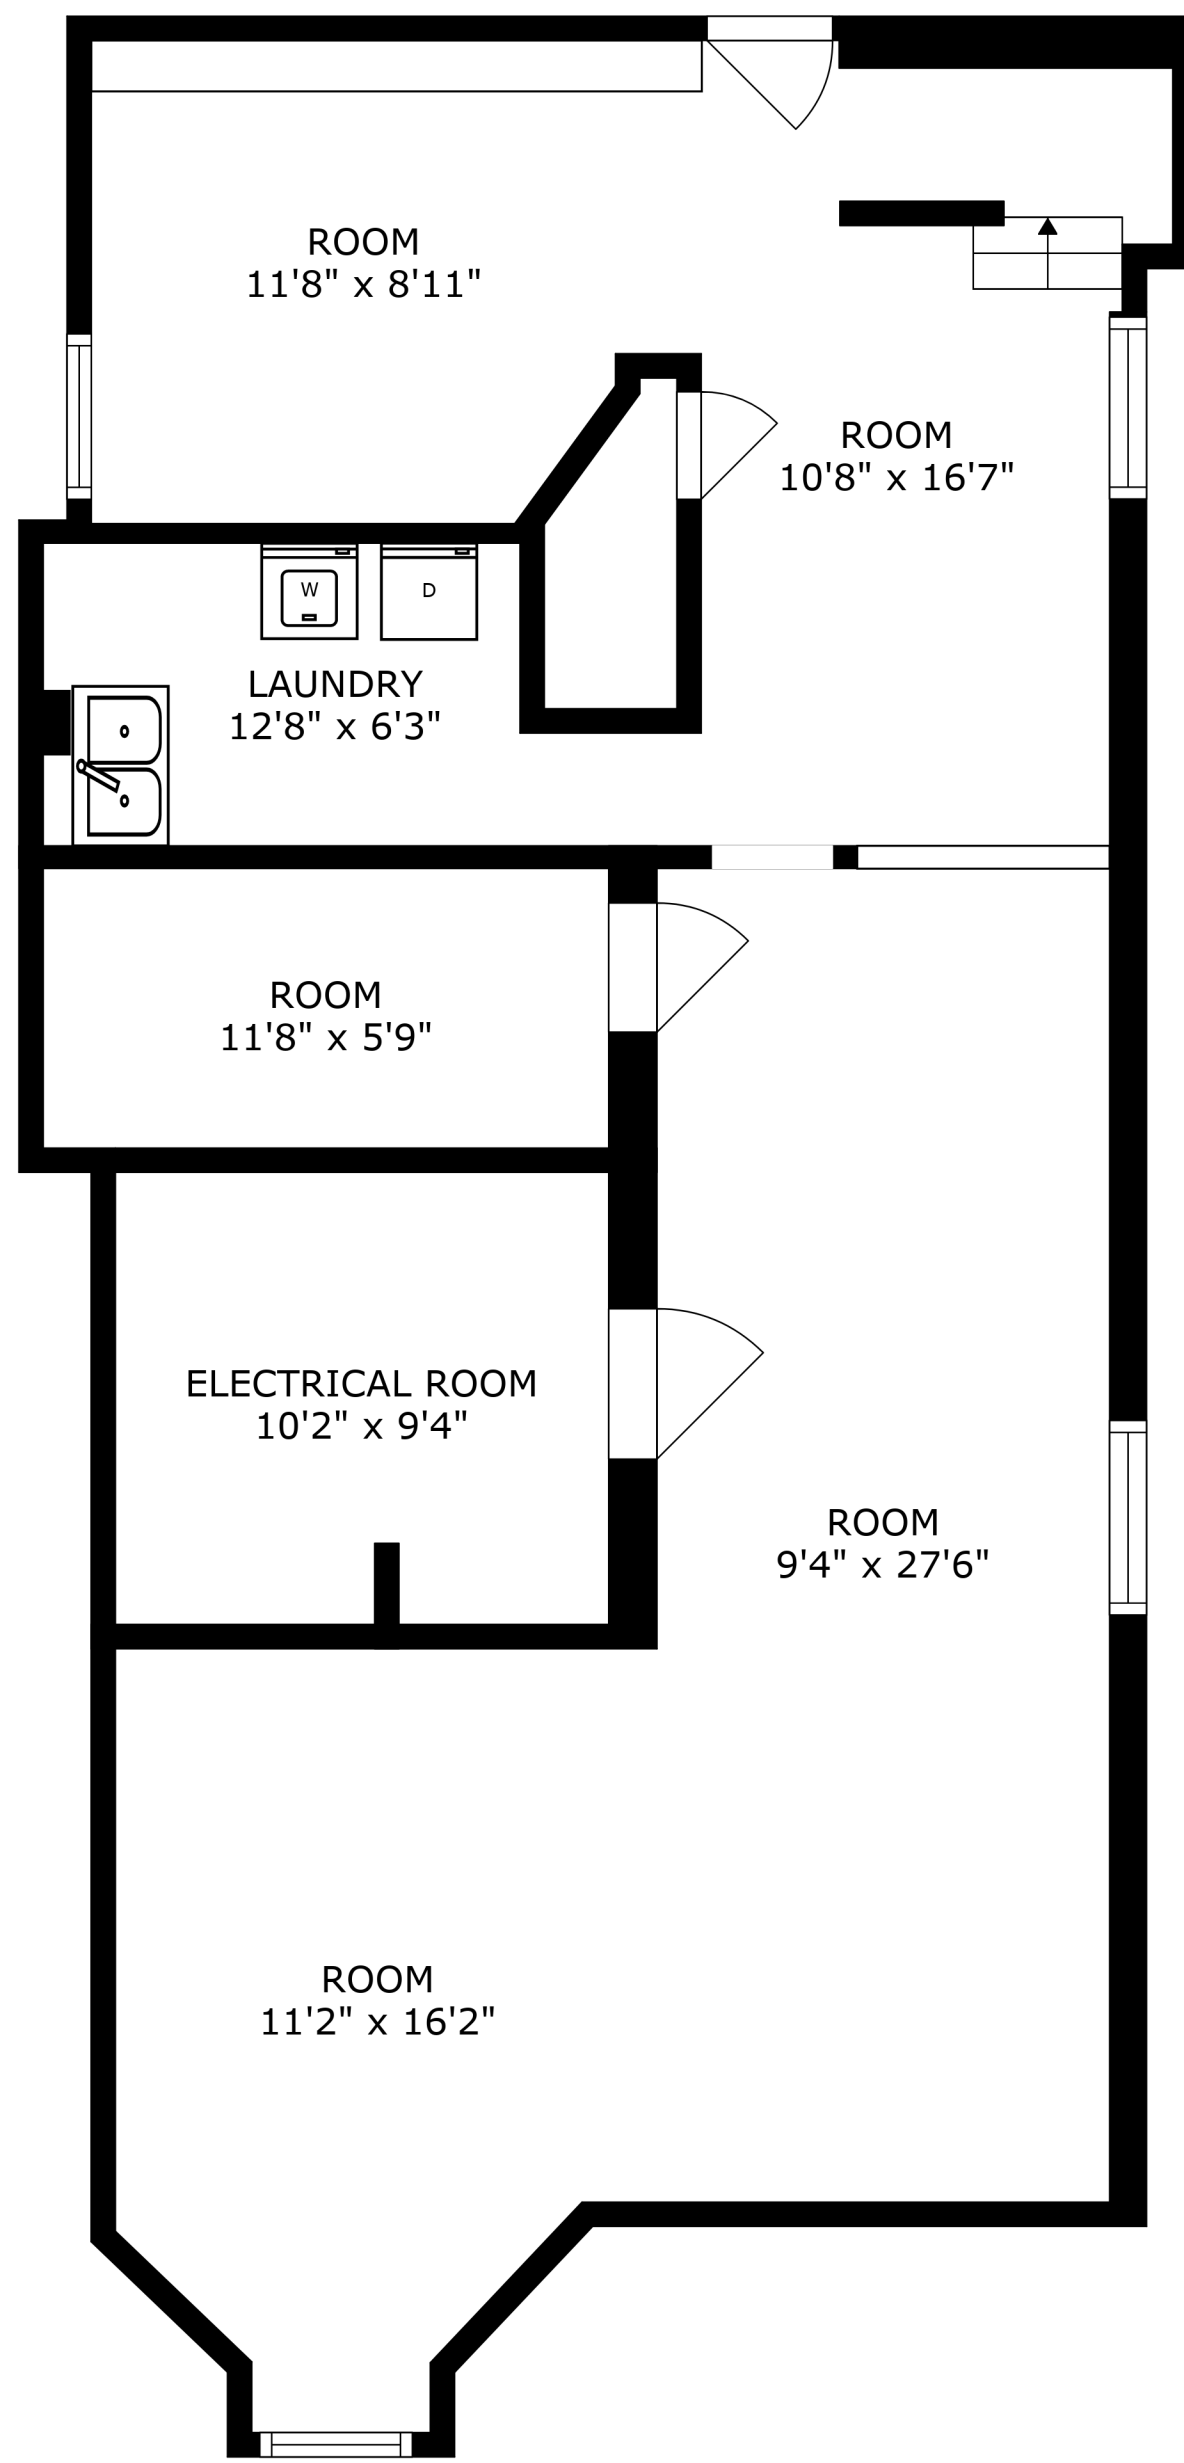 ROOM
11'8" x 8'11"
ROOM
10'8" x 16'7"
W
D
LAUNDRY
12'8" x 6'3"
ROOM
11'8" x 5'9"
ELECTRICAL ROOM
10'2" x 9'4"
ROOM
9'4" x 27'6"
ROOM
11'2" x 16'2"